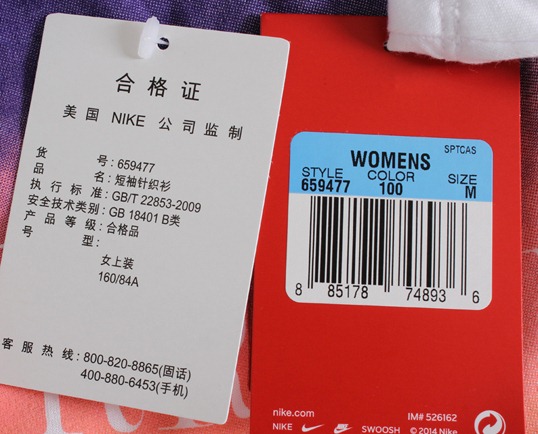 合格证
美国 NIKE 公司监制
货号:659477
品名:短袖针织衫
执行标准:GB/T 22853-2009
安全技术类别:GB 18401 B类
产品等级:合格品
号型:
女上装
160/84A
客服热线:800-820-8865(固话)
400-880-6453(手机)
SPTCAS
WOMENS
STYLE COLOR SIZE
659477 100 M
8 85178 74893 6
nike.com
IM# 526162
NIKE SWOOSH © 2014 Nike